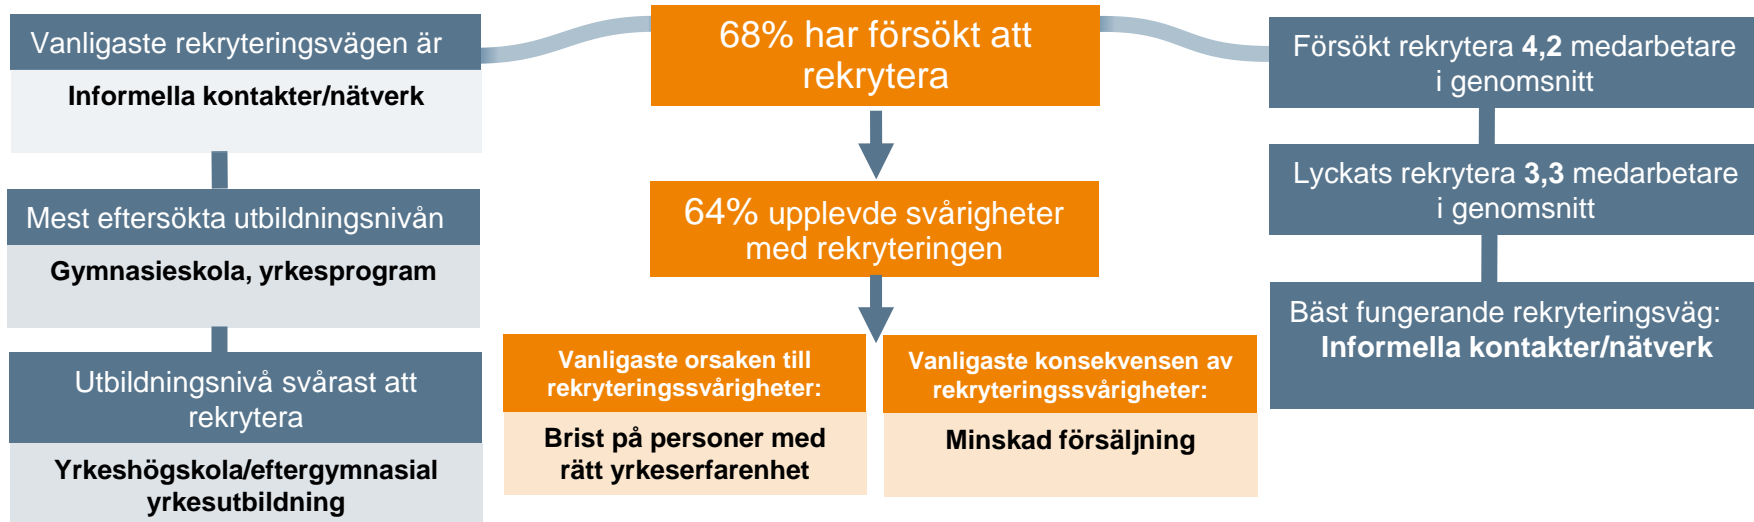 Vanligaste rekryteringsvägen är
Informella kontakter/nätverk
Mest eftersökta utbildningsnivån
Gymnasieskola, yrkesprogram
Utbildningsnivå svårast att
rekrytera
Yrkeshögskola/eftergymnasial
yrkesutbildning
68% har försökt att
rekrytera
64% upplevde svårigheter
med rekryteringen
Vanligaste orsaken till
rekryteringssvårigheter:
Brist på personer med
rätt yrkeserfarenhet
Vanligaste konsekvensen av
rekryteringssvårigheter:
Minskad försäljning
Försökt rekrytera 4,2 medarbetare
i genomsnitt
Lyckats rekrytera 3,3 medarbetare
i genomsnitt
Bäst fungerande rekryteringsväg:
Informella kontakter/nätverk